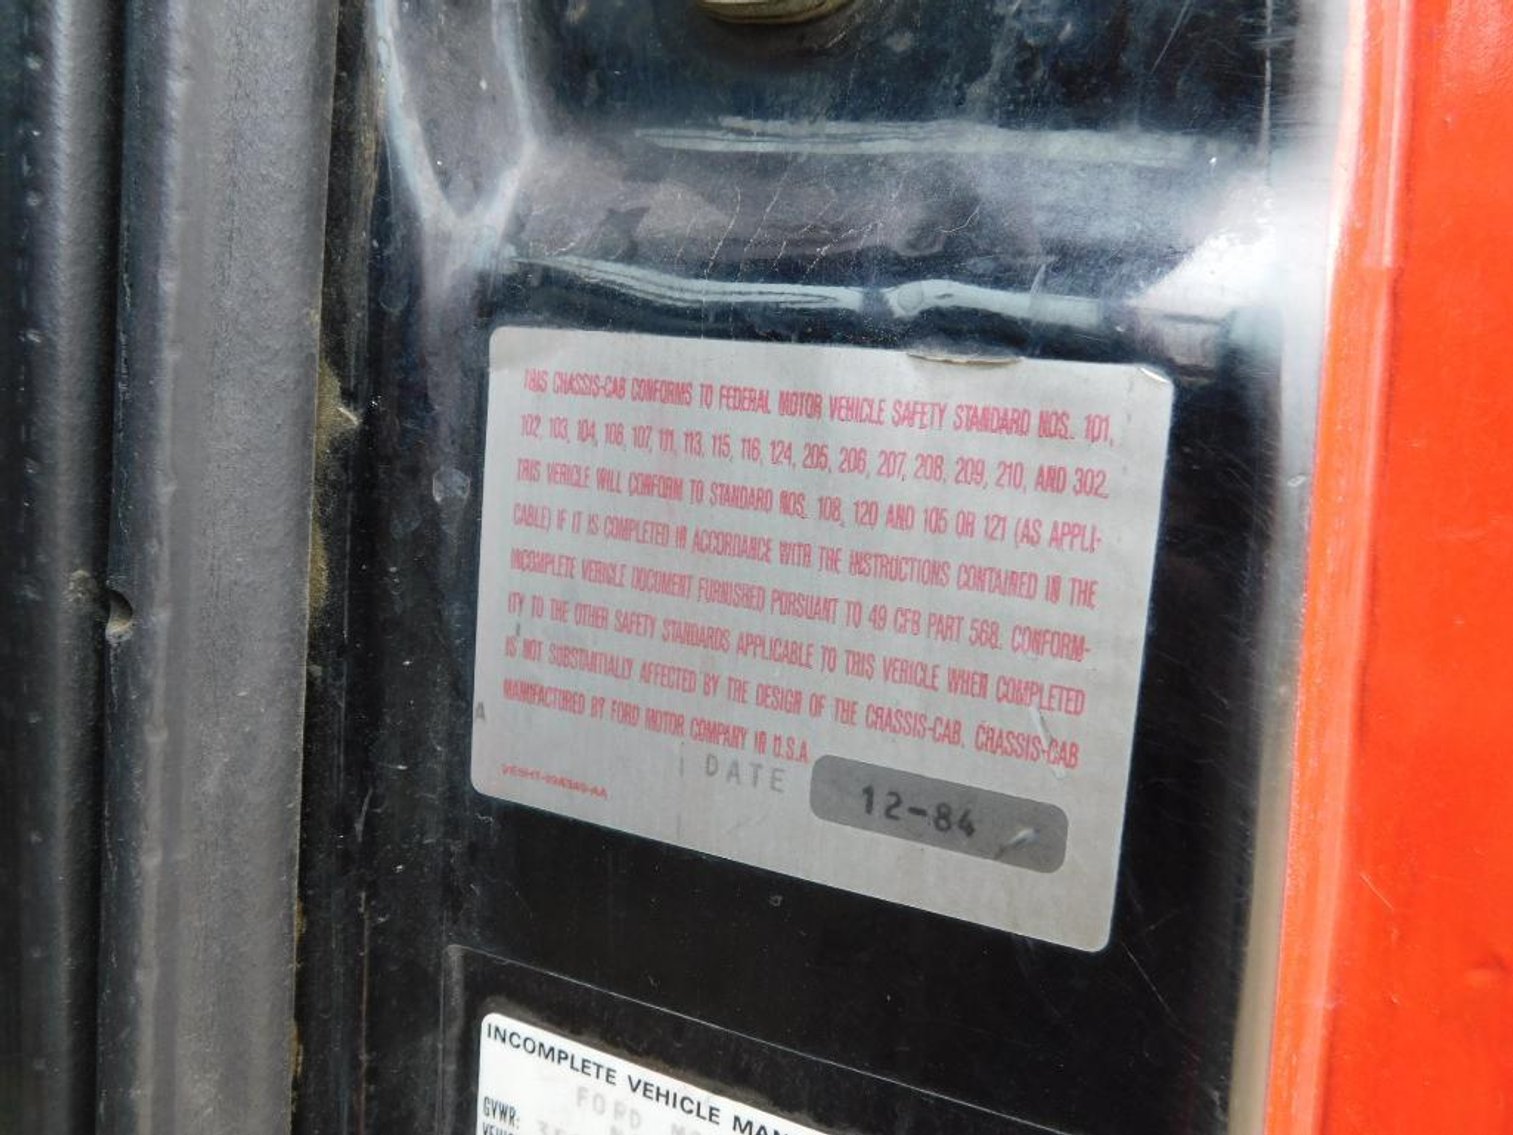 THIS CHASSIS-CAB CONFORMS TO FEDERAL MOTOR VEHICLE SAFETY STANDARD NOS. 101,
102, 103, 104, 106, 107, 111, 113, 115, 116, 124, 205, 206, 207, 208, 209, 210, AND 302.
THIS VEHICLE WILL CONFORM TO STANDARD NOS. 108, 120 AND 105 OR 121 (AS APPLI-
CABLE) IF IT IS COMPLETED IN ACCORDANCE WITH THE INSTRUCTIONS CONTAINED IN THE
INCOMPLETE VEHICLE DOCUMENT FURNISHED PURSUANT TO 49 CFR PART 568. CONFORM-
ITY TO THE OTHER SAFETY STANDARDS APPLICABLE TO THIS VEHICLE WHEN COMPLETED
IS NOT SUBSTANTIALLY AFFECTED BY THE DESIGN OF THE CHASSIS-CAB. CHASSIS-CAB
MANUFACTURED BY FORD MOTOR COMPANY IN U.S.A.
DATE 12-84
INCOMPLETE VEHICLE
FORD
GVWR: